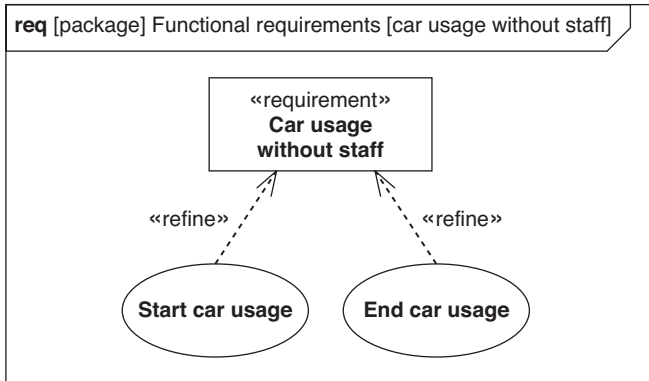 req [package] Functional requirements [car usage without staff]
«requirement»
Car usage
without staff
«refine»
«refine»
Start car usage
End car usage